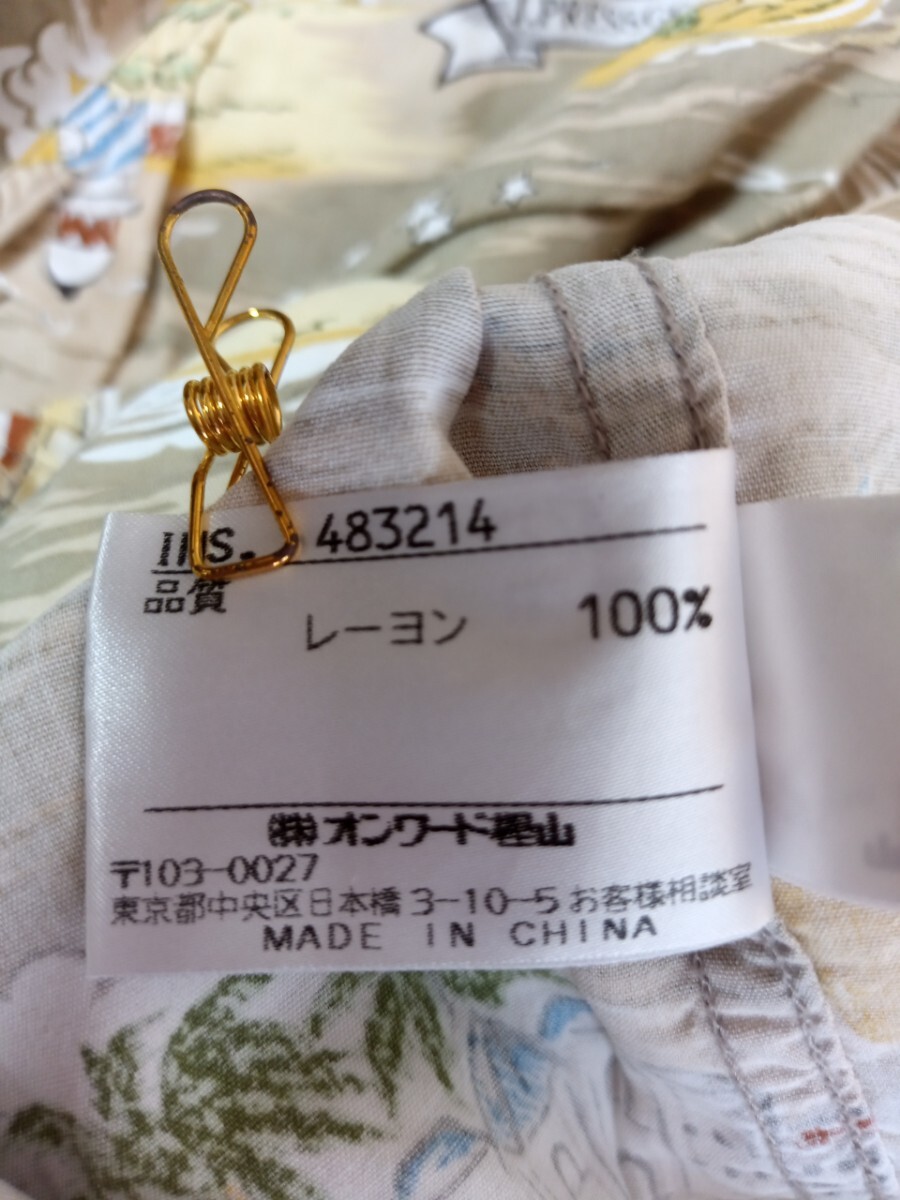 483214
品質
レーヨン 100%
㈱オンワード樫山
〒103-0027
東京都中央区日本橋3-10-5お客様相談室
MADE IN CHINA